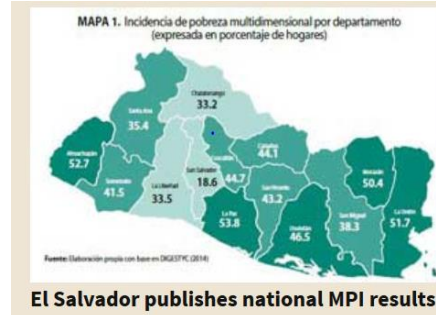 MAPA 1. Incidencia de pobreza multidimensional por departamento
(expresada en porcentaje de hogares)
Chalatenango
33.2
Santa Ana
35.4
Ahuachapán
52.7
Sonsonate
41.5
La Libertad
33.5
San Salvador
18.6
Cuscatlán
44.7
Cabañas
44.1
San Vicente
43.2
La Paz
53.8
Usulután
46.5
San Miguel
38.3
Morazán
50.4
La Unión
51.7
Fuente: Elaboración propia con base en DIGESTYC (2014)
El Salvador publishes national MPI results